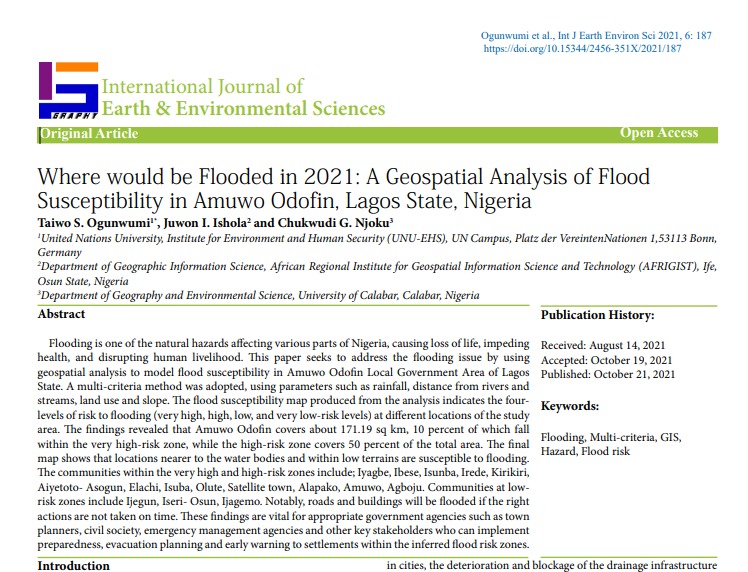 Ogunwumi et al., Int J Earth Environ Sci 2021, 6: 187
https://doi.org/10.15344/2456-351X/2021/187
GRAPHY
International Journal of
Earth & Environmental Sciences
Original Article
Open Access
Where would be Flooded in 2021: A Geospatial Analysis of Flood
Susceptibility in Amuwo Odofin, Lagos State, Nigeria
Taiwo S. Ogunwumi1*, Juwon I. Ishola2 and Chukwudi G. Njoku3
1United Nations University, Institute for Environment and Human Security (UNU-EHS), UN Campus, Platz der VereintenNationen 1,53113 Bonn,
Germany
2Department of Geographic Information Science, African Regional Institute for Geospatial Information Science and Technology (AFRIGIST), Ife,
Osun State, Nigeria
3Department of Geography and Environmental Science, University of Calabar, Calabar, Nigeria
Abstract
Flooding is one of the natural hazards affecting various parts of Nigeria, causing loss of life, impeding
health, and disrupting human livelihood. This paper seeks to address the flooding issue by using
geospatial analysis to model flood susceptibility in Amuwo Odofin Local Government Area of Lagos
State. A multi-criteria method was adopted, using parameters such as rainfall, distance from rivers and
streams, land use and slope. The flood susceptibility map produced from the analysis indicates the four-
levels of risk to flooding (very high, high, low, and very low-risk levels) at different locations of the study
area. The findings revealed that Amuwo Odofin covers about 171.19 sq km, 10 percent of which fall
within the very high-risk zone, while the high-risk zone covers 50 percent of the total area. The final
map shows that locations nearer to the water bodies and within low terrains are susceptible to flooding.
The communities within the very high and high-risk zones include; Iyagbe, Ibese, Isunba, Irede, Kirikiri,
Aiyetoto- Asogun, Elachi, Isuba, Olute, Satellite town, Alapako, Amuwo, Agboju. Communities at low-
risk zones include Ijegun, Iseri- Osun, Ijagemo. Notably, roads and buildings will be flooded if the right
actions are not taken on time. These findings are vital for appropriate government agencies such as town
planners, civil society, emergency management agencies and other key stakeholders who can implement
preparedness, evacuation planning and early warning to settlements within the inferred flood risk zones.
Publication History:
Received: August 14, 2021
Accepted: October 19, 2021
Published: October 21, 2021
Keywords:
Flooding, Multi-criteria, GIS,
Hazard, Flood risk
Introduction
in cities, the deterioration and blockage of the drainage infrastructure